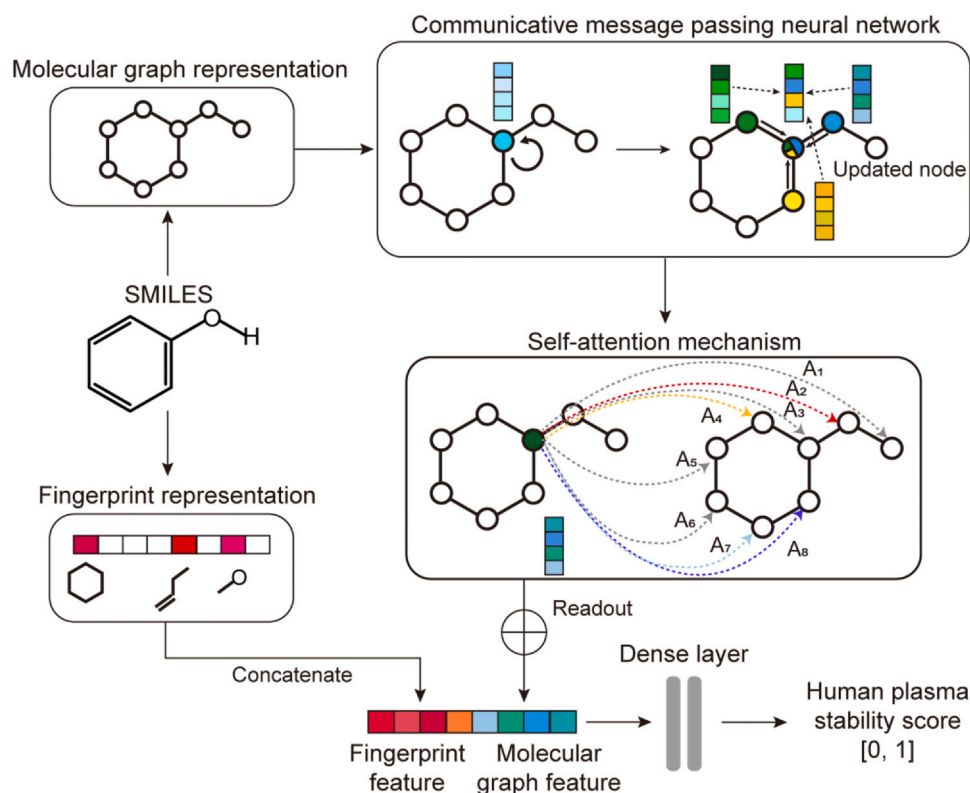 Communicative message passing neural network
Molecular graph representation
Updated node
SMILES
O
H
Self-attention mechanism
A1
A2
A3
A4
A5
A6
A7
A8
Fingerprint representation
O
Readout
Concatenate
Dense layer
Human plasma
stability score
[0, 1]
Fingerprint
feature
Molecular
graph feature